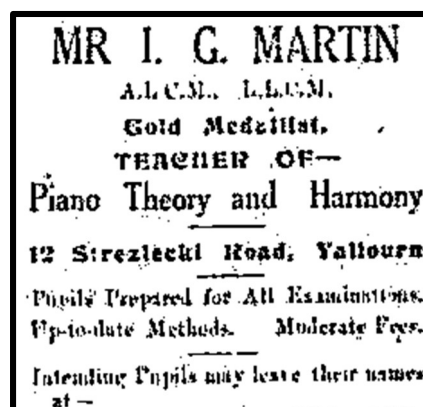 MR I. G. MARTIN
A.L.C.M., L.L.C.M.
Gold Medallist,
TEACHER OF—
Piano Theory and Harmony
12 Strezlecki Road, Yallourn
Pupils Prepared for All Examinations.
Up-to-date Methods. Moderate Fees.
Intending Pupils may leave their names
at—